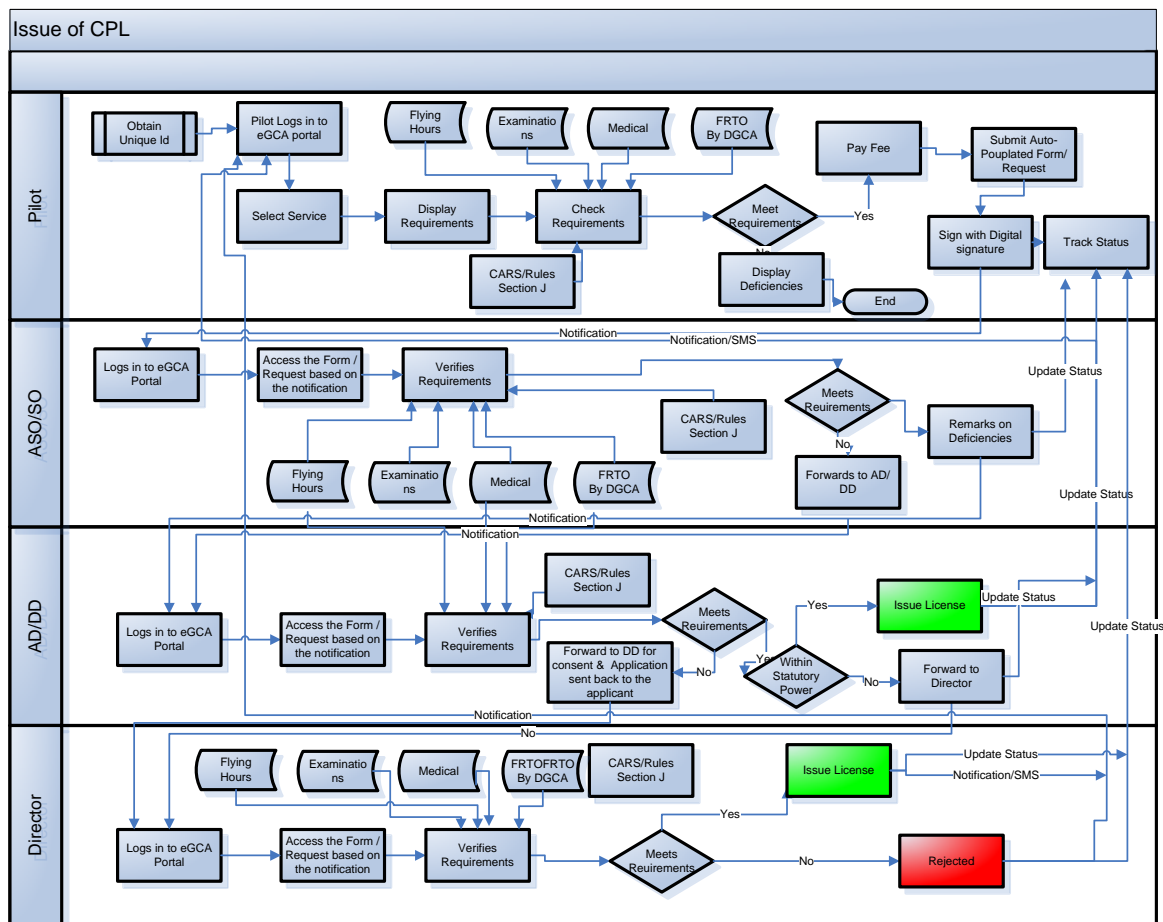 Issue of CPL
Pilot
Obtain
Unique Id
Pilot Logs in to
eGCA portal
Flying
Hours
Examinatio
ns
Medical
FRTO
By DGCA
Pay Fee
Submit Auto-
Pouplated Form/
Request
Select Service
Display
Requirements
Check
Requirements
Meet
Requirements
Yes
No
Sign with Digital
signature
Track Status
CARS/Rules
Section J
Display
Deficiencies
End
ASO/SO
Notification
Notification/SMS
Logs in to eGCA
Portal
Access the Form /
Request based on
the notification
Verifies
Requirements
Meets
Reuirements
CARS/Rules
Section J
Remarks on
Deficiencies
Update Status
No
Flying
Hours
Examinatio
ns
Medical
FRTO
By DGCA
Forwards to AD/
DD
Update Status
Notification
AD/DD
Notification
CARS/Rules
Section J
Logs in to eGCA
Portal
Access the Form /
Request based on
the notification
Verifies
Requirements
Meets
Reuirements
Yes
Issue License
Update Status
Update Status
Forward to DD for
consent & Application
sent back to the
applicant
No
Yes
Within
Statutory
Power
No
Forward to
Director
Notification
Director
No
Flying
Hours
Examinatio
ns
Medical
FRTOFRTO
By DGCA
CARS/Rules
Section J
Issue License
Update Status
Notification/SMS
Yes
Logs in to eGCA
Portal
Access the Form /
Request based on
the notification
Verifies
Requirements
Meets
Reuirements
No
Rejected